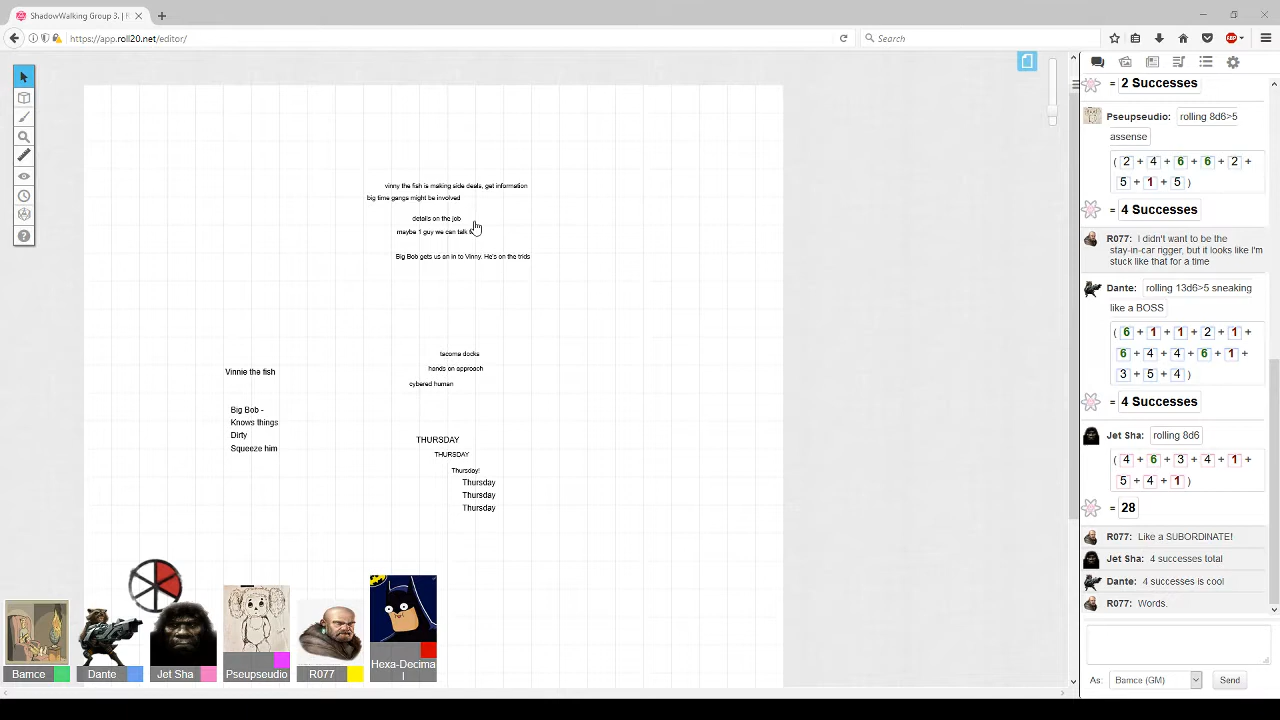 ShadowWalking Group 3. | R
https://app.roll20.net/editor/
Search
ABP
vinny the fish is making side deals, get information
big time gangs might be involved
details on the job
maybe 1 guy we can talk
Big Bob gets us an in to Vinny. He's on the trids
tacoma docks
hands on approach
cybered human
Vinnie the fish
Big Bob -
Knows things
Dirty
Squeeze him
THURSDAY
THURSDAY
Thursday!
Thursday
Thursday
Thursday
Bamce
Dante
Jet Sha
Pseupseudio
R077
Hexa-Decima
l
= 2 Successes
Pseupseudio: rolling 8d6>5
assense
( 2 + 4 + 6 + 6 + 2 +
5 + 1 + 5 )
= 4 Successes
R077: I didn't want to be the
stay-in-car rigger, but it looks like I'm
stuck like that for a time
Dante: rolling 13d6>5 sneaking
like a BOSS
( 6 + 1 + 1 + 2 + 1 +
6 + 4 + 4 + 6 + 1 +
3 + 5 + 4 )
= 4 Successes
Jet Sha: rolling 8d6
( 4 + 6 + 3 + 4 + 1 +
5 + 4 + 1 )
= 28
R077: Like a SUBORDINATE!
Jet Sha: 4 successes total
Dante: 4 successes is cool
R077: Words.
As: Bamce (GM) Send